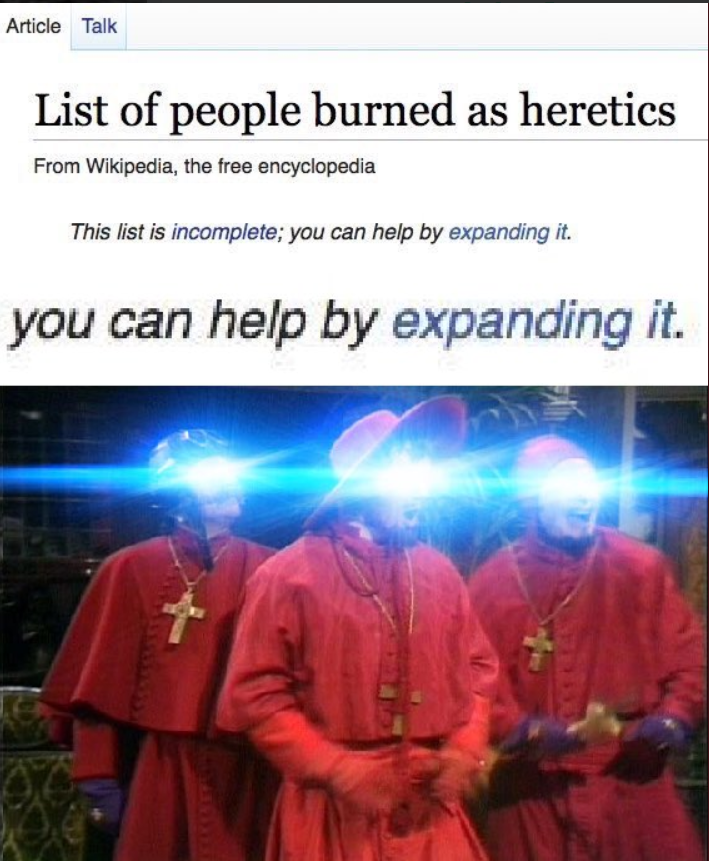 Article Talk
List of people burned as heretics
From Wikipedia, the free encyclopedia
This list is incomplete; you can help by expanding it.
you can help by expanding it.